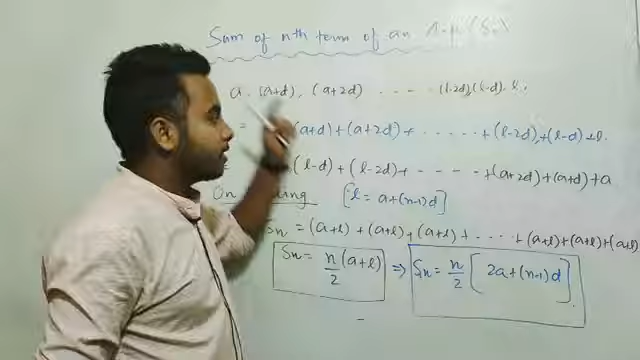 Sum of nth term of an A.P (Sn)
a, (a+d), (a+2d) . . . . . (l-2d), (l-d), l.
= (a+d) + (a+2d) + . . . . . . + (l-2d) + (l-d) + l.
(l-d) + (l-2d) + . . . . . + (a+2d) + (a+d) + a
On [l = a+(n-1)d]
Sn = (a+l) + (a+l) + (a+l) + . . . . + (a+l) + (a+l) + (a+l)
Sn = n/2 (a+l) ⇒ Sn = n/2 [2a+(n-1)d]